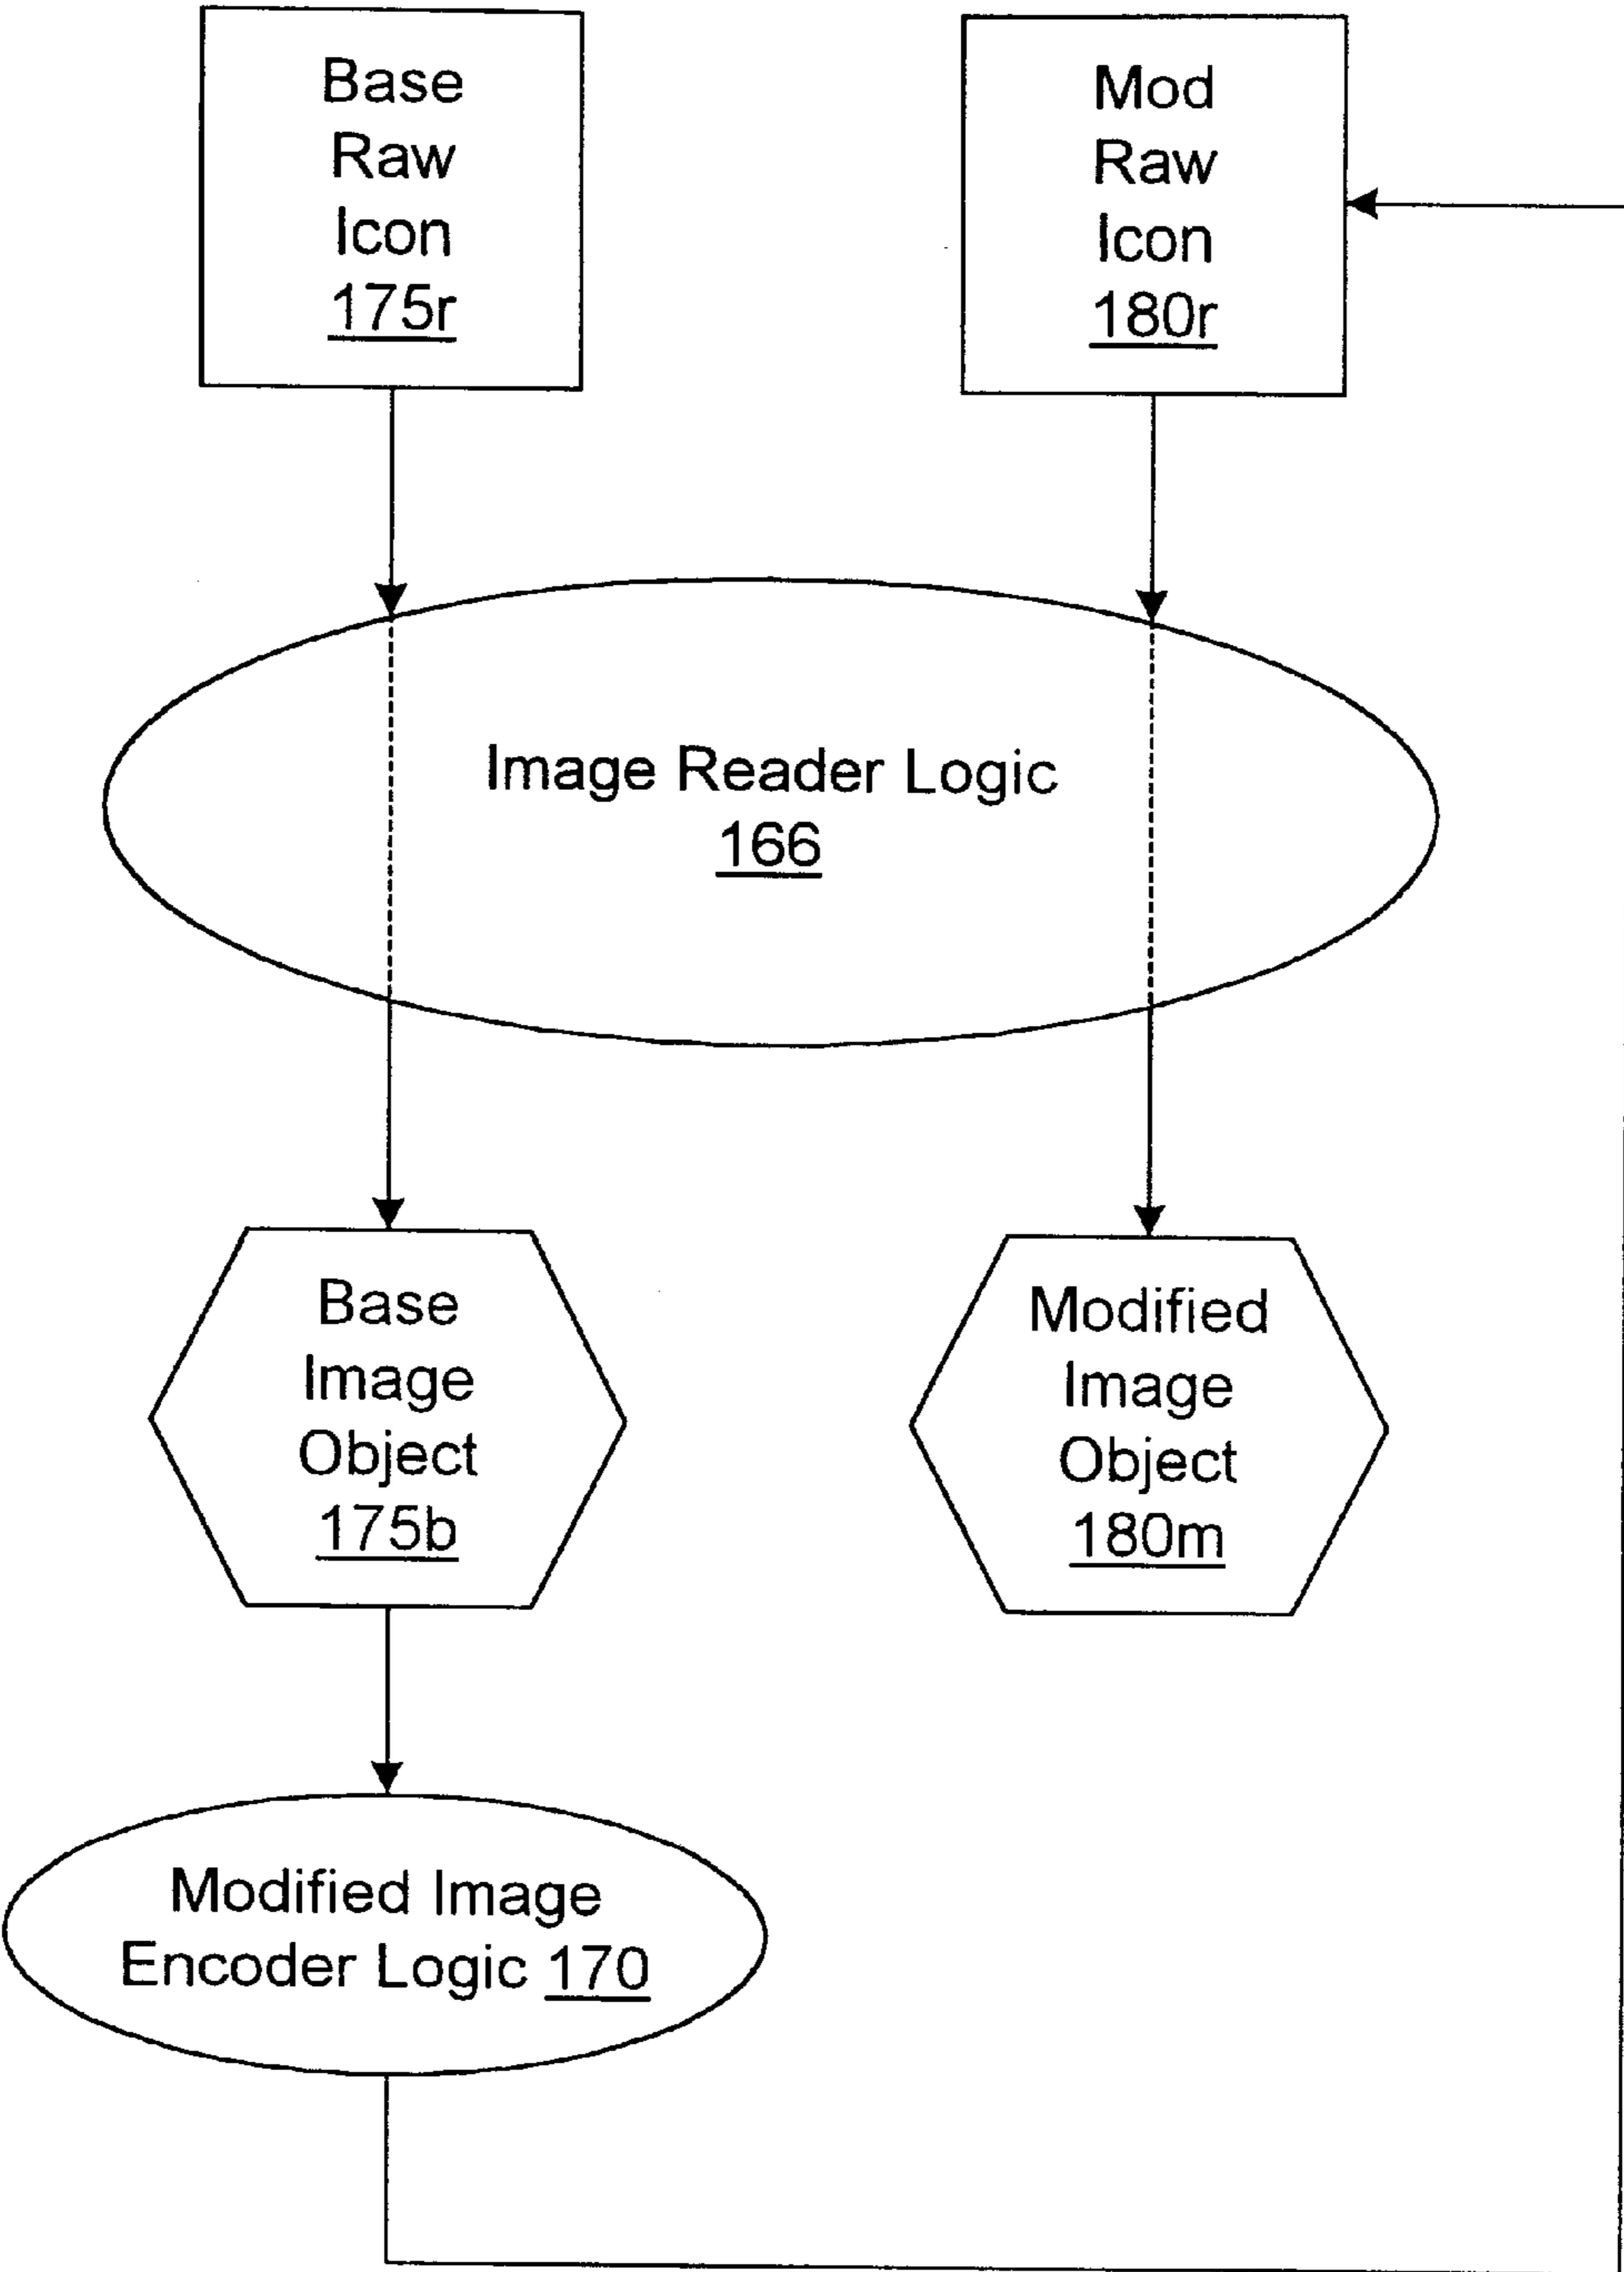 Base
Raw
Icon
175r
Mod
Raw
Icon
180r
Image Reader Logic
166
Base
Image
Object
175b
Modified
Image
Object
180m
Modified Image
Encoder Logic 170